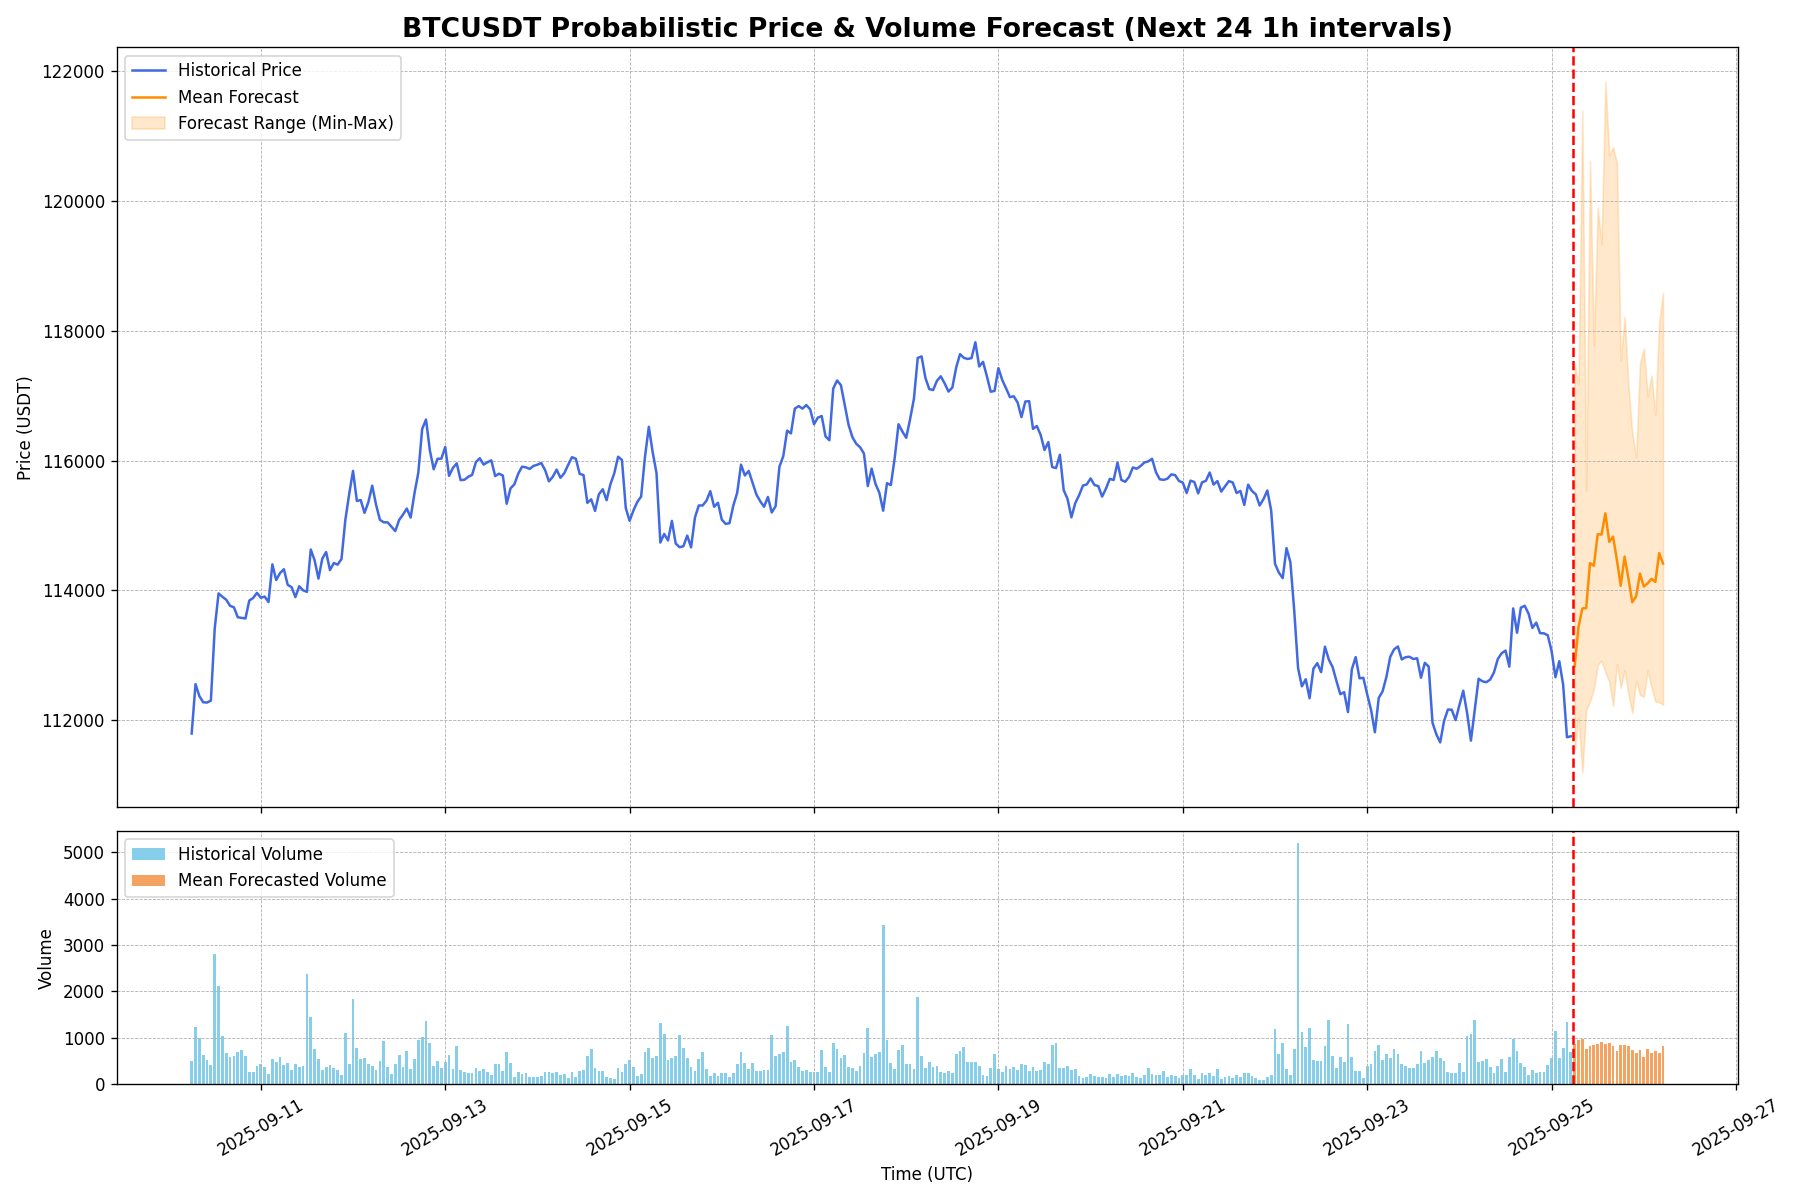 BTCUSDT Probabilistic Price & Volume Forecast (Next 24 1h intervals)
Historical Price
Mean Forecast
Forecast Range (Min-Max)
122000
120000
118000
116000
114000
112000
Price (USDT)
Historical Volume
Mean Forecasted Volume
5000
4000
3000
2000
1000
0
Volume
2025-09-11
2025-09-13
2025-09-15
2025-09-17
2025-09-19
2025-09-21
2025-09-23
2025-09-25
2025-09-27
Time (UTC)